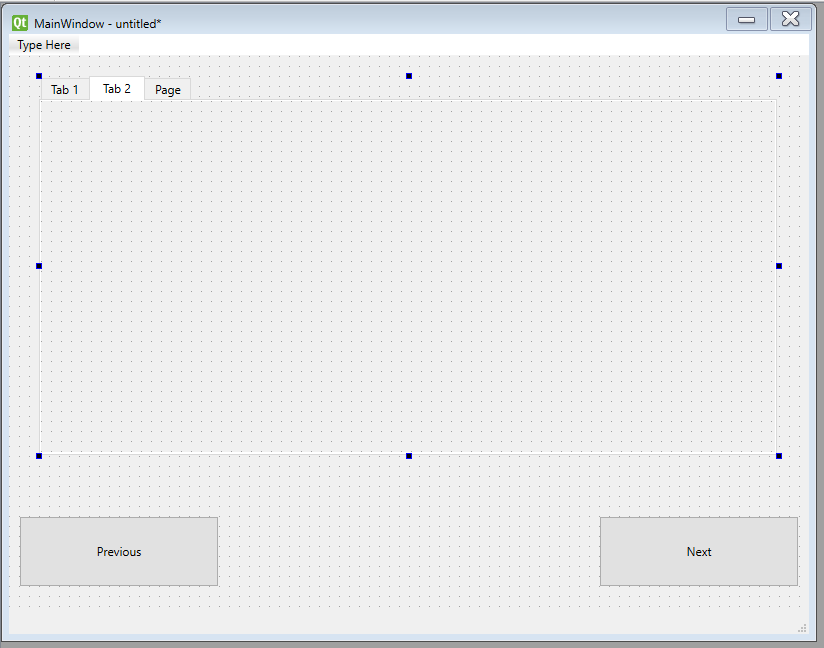 Qt MainWindow - untitled*
Type Here
Tab 1 Tab 2 Page
Previous Next